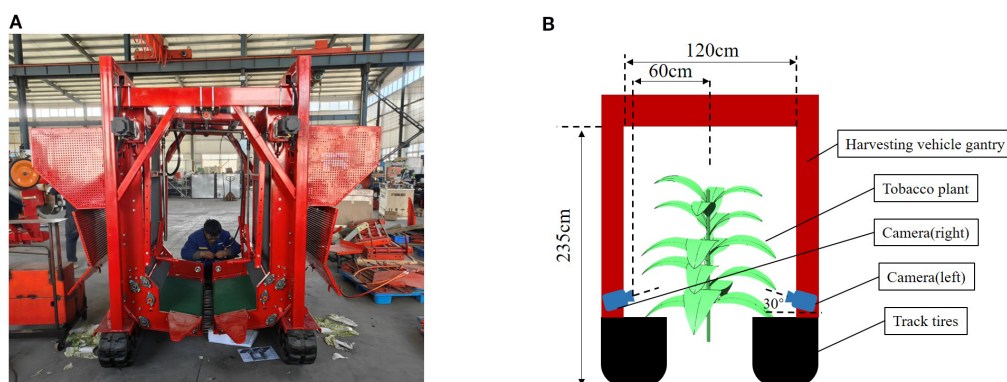 A
B
120cm
60cm
235cm
30°
Harvesting vehicle gantry
Tobacco plant
Camera(right)
Camera(left)
Track tires